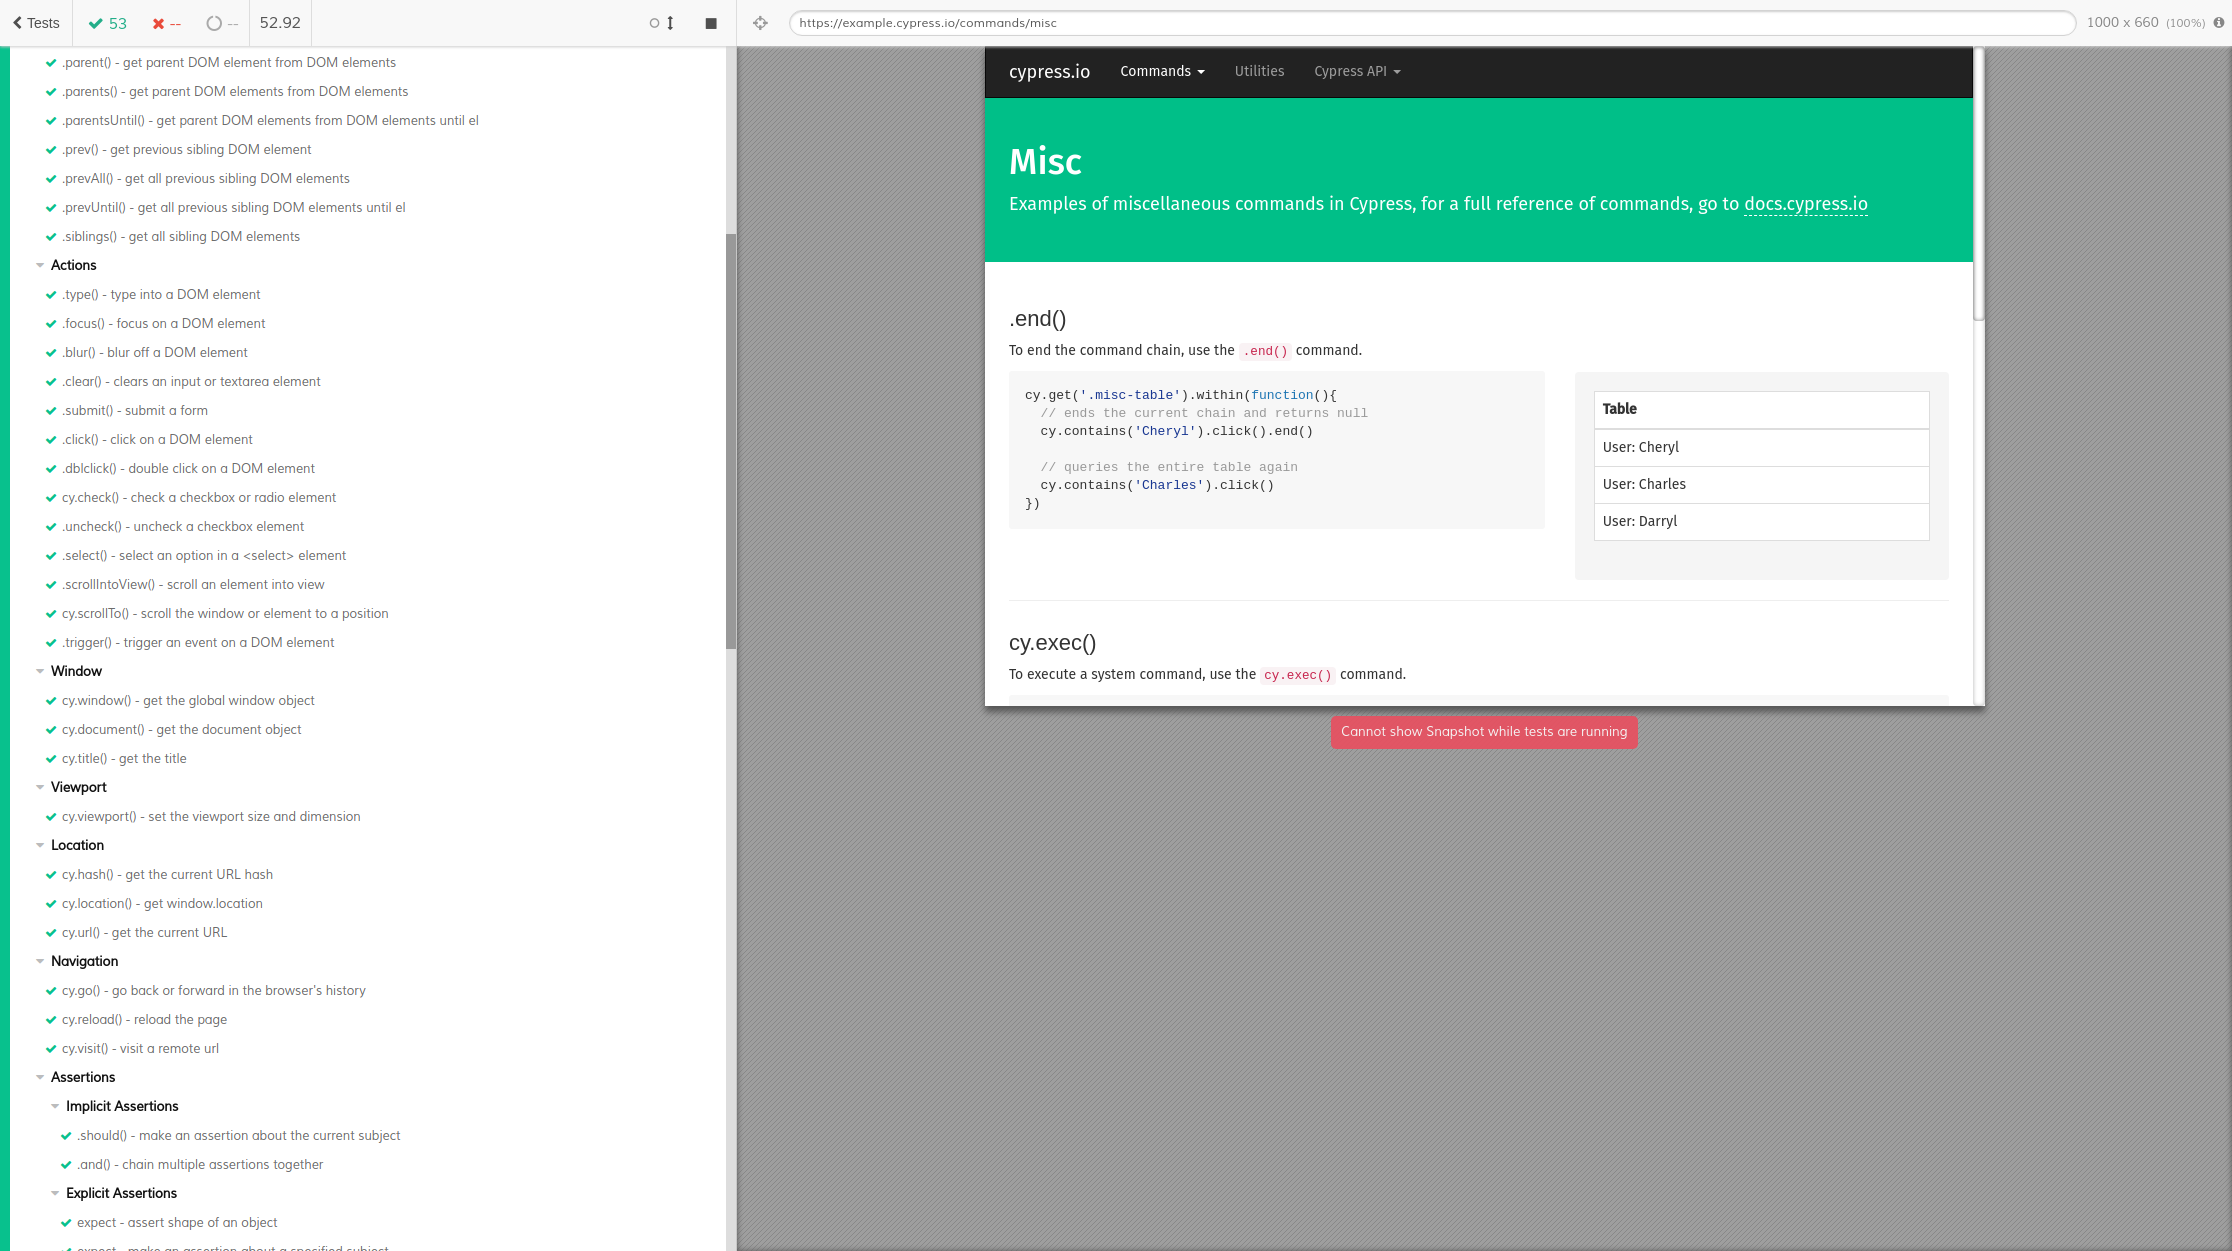 Tests
53
--
--
52.92
https://example.cypress.io/commands/misc
1000 x 660 (100%)
.parent() - get parent DOM element from DOM elements
.parents() - get parent DOM elements from DOM elements
.parentsUntil() - get parent DOM elements from DOM elements until el
.prev() - get previous sibling DOM element
.prevAll() - get all previous sibling DOM elements
.prevUntil() - get all previous sibling DOM elements until el
.siblings() - get all sibling DOM elements
Actions
.type() - type into a DOM element
.focus() - focus on a DOM element
.blur() - blur off a DOM element
.clear() - clears an input or textarea element
.submit() - submit a form
.click() - click on a DOM element
.dblclick() - double click on a DOM element
cy.check() - check a checkbox or radio element
.uncheck() - uncheck a checkbox element
.select() - select an option in a <select> element
.scrollIntoView() - scroll an element into view
cy.scrollTo() - scroll the window or element to a position
.trigger() - trigger an event on a DOM element
Window
cy.window() - get the global window object
cy.document() - get the document object
cy.title() - get the title
Viewport
cy.viewport() - set the viewport size and dimension
Location
cy.hash() - get the current URL hash
cy.location() - get window.location
cy.url() - get the current URL
Navigation
cy.go() - go back or forward in the browser's history
cy.reload() - reload the page
cy.visit() - visit a remote url
Assertions
Implicit Assertions
.should() - make an assertion about the current subject
.and() - chain multiple assertions together
Explicit Assertions
expect - assert shape of an object
expect - make an assertion about a specified subject
cypress.io
Commands
Utilities
Cypress API
Misc
Examples of miscellaneous commands in Cypress, for a full reference of commands, go to docs.cypress.io
.end()
To end the command chain, use the .end() command.
cy.get('.misc-table').within(function(){
  // ends the current chain and returns null
  cy.contains('Cheryl').click().end()
  // queries the entire table again
  cy.contains('Charles').click()
})
Table
User: Cheryl
User: Charles
User: Darryl
cy.exec()
To execute a system command, use the cy.exec() command.
Cannot show Snapshot while tests are running